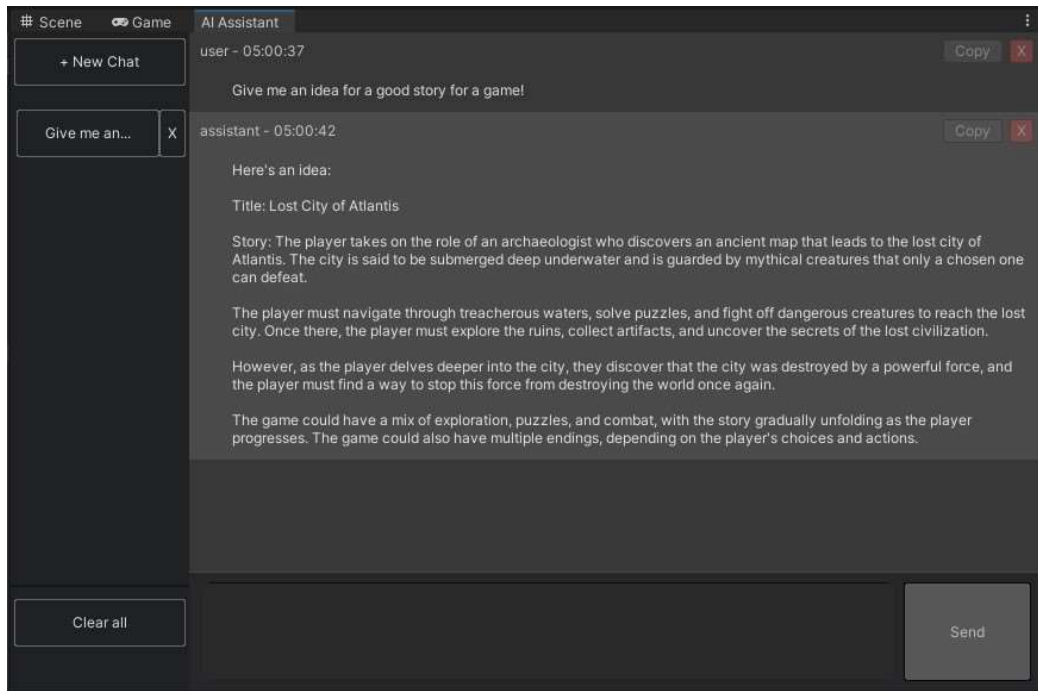 Scene Game AI Assistant
+ New Chat
Give me an... X
Clear all
user - 05:00:37 Copy X
Give me an idea for a good story for a game!
assistant - 05:00:42 Copy X
Here's an idea:
Title: Lost City of Atlantis
Story: The player takes on the role of an archaeologist who discovers an ancient map that leads to the lost city of
Atlantis. The city is said to be submerged deep underwater and is guarded by mythical creatures that only a chosen one
can defeat.
The player must navigate through treacherous waters, solve puzzles, and fight off dangerous creatures to reach the lost
city. Once there, the player must explore the ruins, collect artifacts, and uncover the secrets of the lost civilization.
However, as the player delves deeper into the city, they discover that the city was destroyed by a powerful force, and
the player must find a way to stop this force from destroying the world once again.
The game could have a mix of exploration, puzzles, and combat, with the story gradually unfolding as the player
progresses. The game could also have multiple endings, depending on the player's choices and actions.
Send